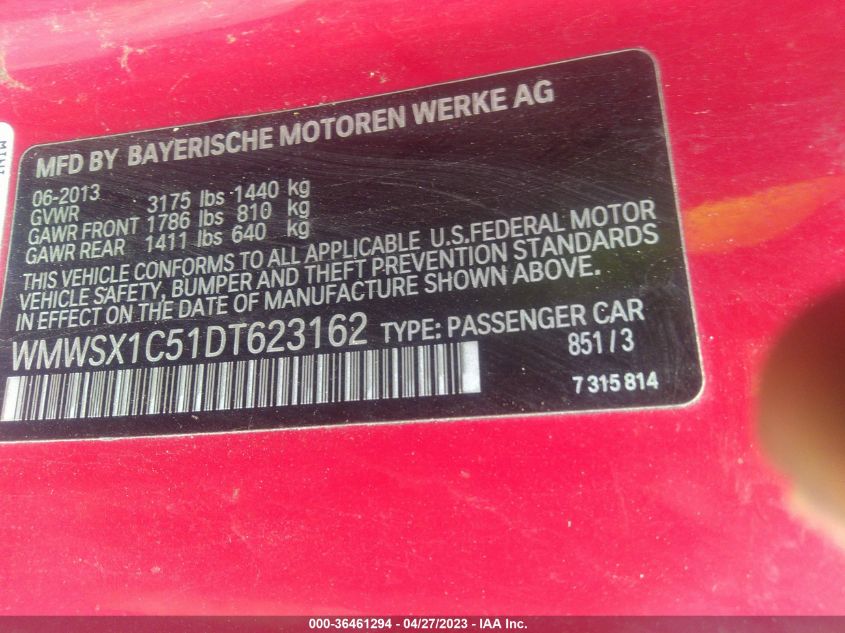 MINI
MFD BY BAYERISCHE MOTOREN WERKE AG
06-2013
GVWR 3175 lbs 1440 kg
GAWR FRONT 1786 lbs 810 kg
GAWR REAR 1411 lbs 640 kg
THIS VEHICLE CONFORMS TO ALL APPLICABLE U.S.FEDERAL MOTOR
VEHICLE SAFETY, BUMPER AND THEFT PREVENTION STANDARDS
IN EFFECT ON THE DATE OF MANUFACTURE SHOWN ABOVE.
WMWSX1C51DT623162 TYPE: PASSENGER CAR
851/3
7 315 814
000-36461294 - 04/27/2023 - IAA Inc.